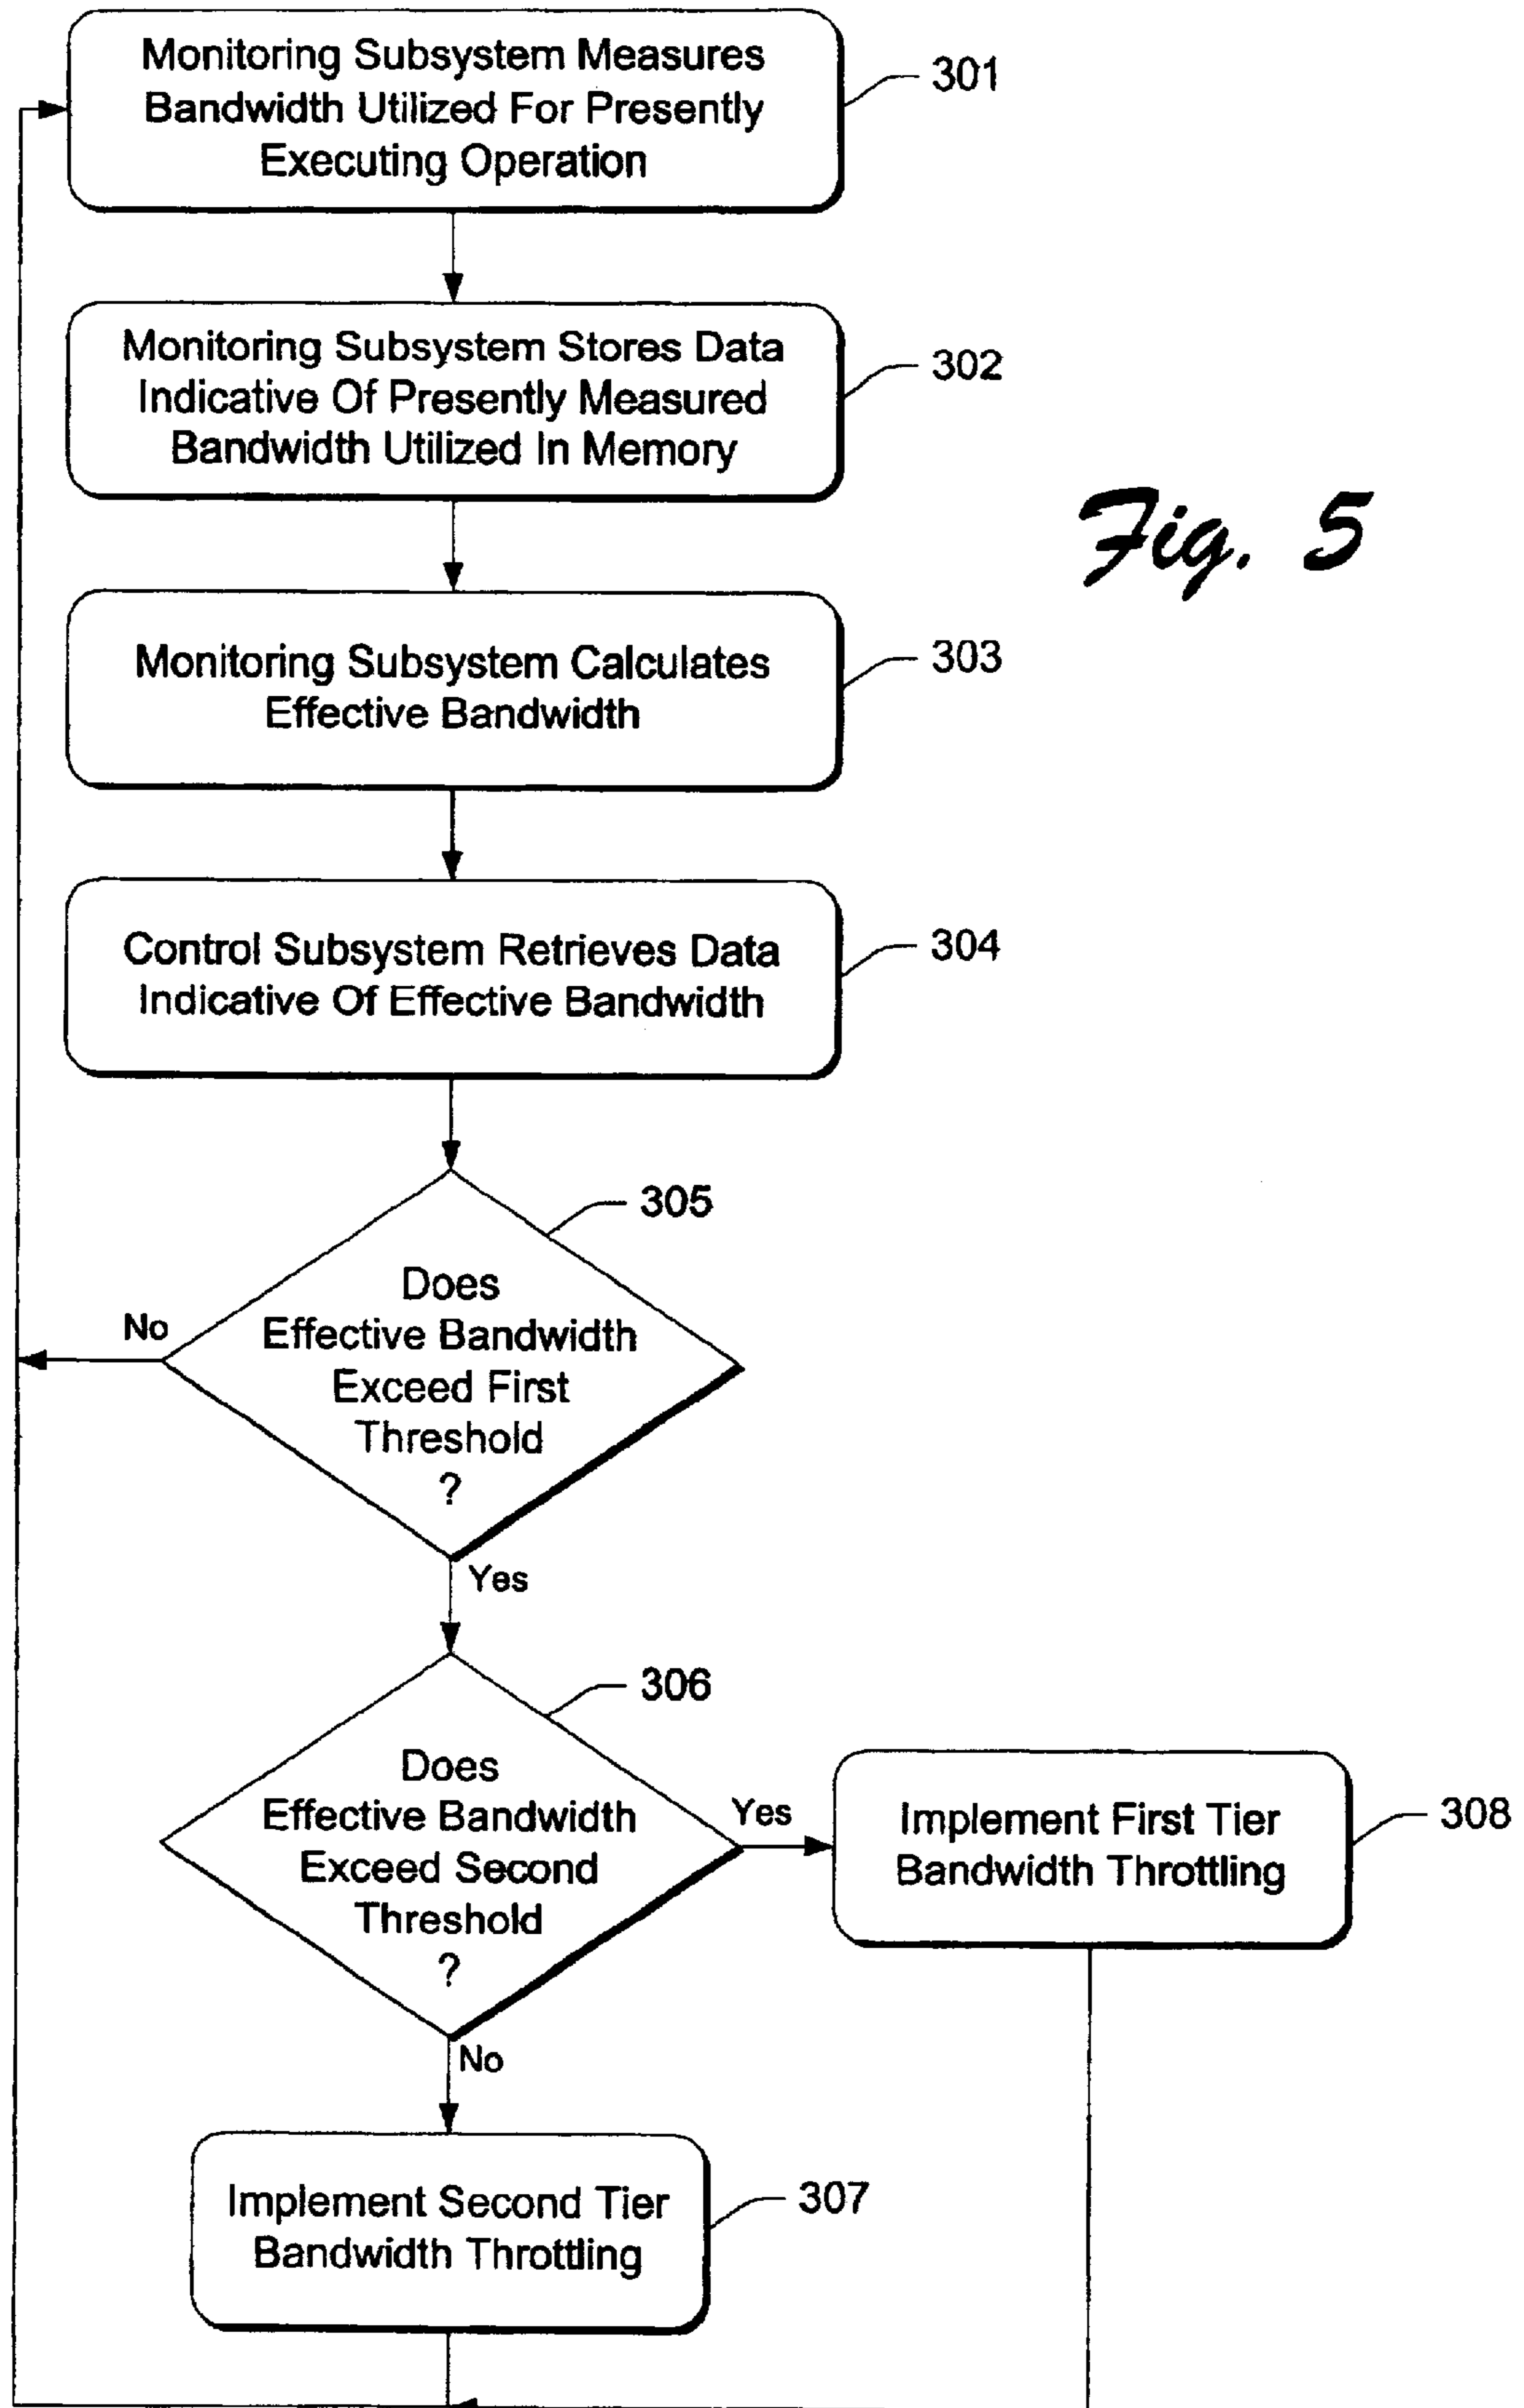 Monitoring Subsystem Measures
Bandwidth Utilized For Presently
Executing Operation
301
Monitoring Subsystem Stores Data
Indicative Of Presently Measured
Bandwidth Utilized In Memory
302
Fig. 5
Monitoring Subsystem Calculates
Effective Bandwidth
303
Control Subsystem Retrieves Data
Indicative Of Effective Bandwidth
304
305
Does
Effective Bandwidth
Exceed First
Threshold
?
No
Yes
306
Does
Effective Bandwidth
Exceed Second
Threshold
?
Yes
Implement First Tier
Bandwidth Throttling
308
No
Implement Second Tier
Bandwidth Throttling
307